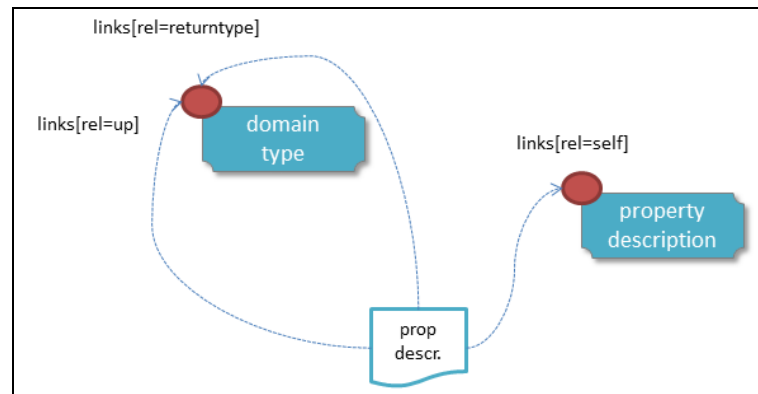 links[rel=returntype]
links[rel=up]
domain
type
links[rel=self]
property
description
prop
descr.